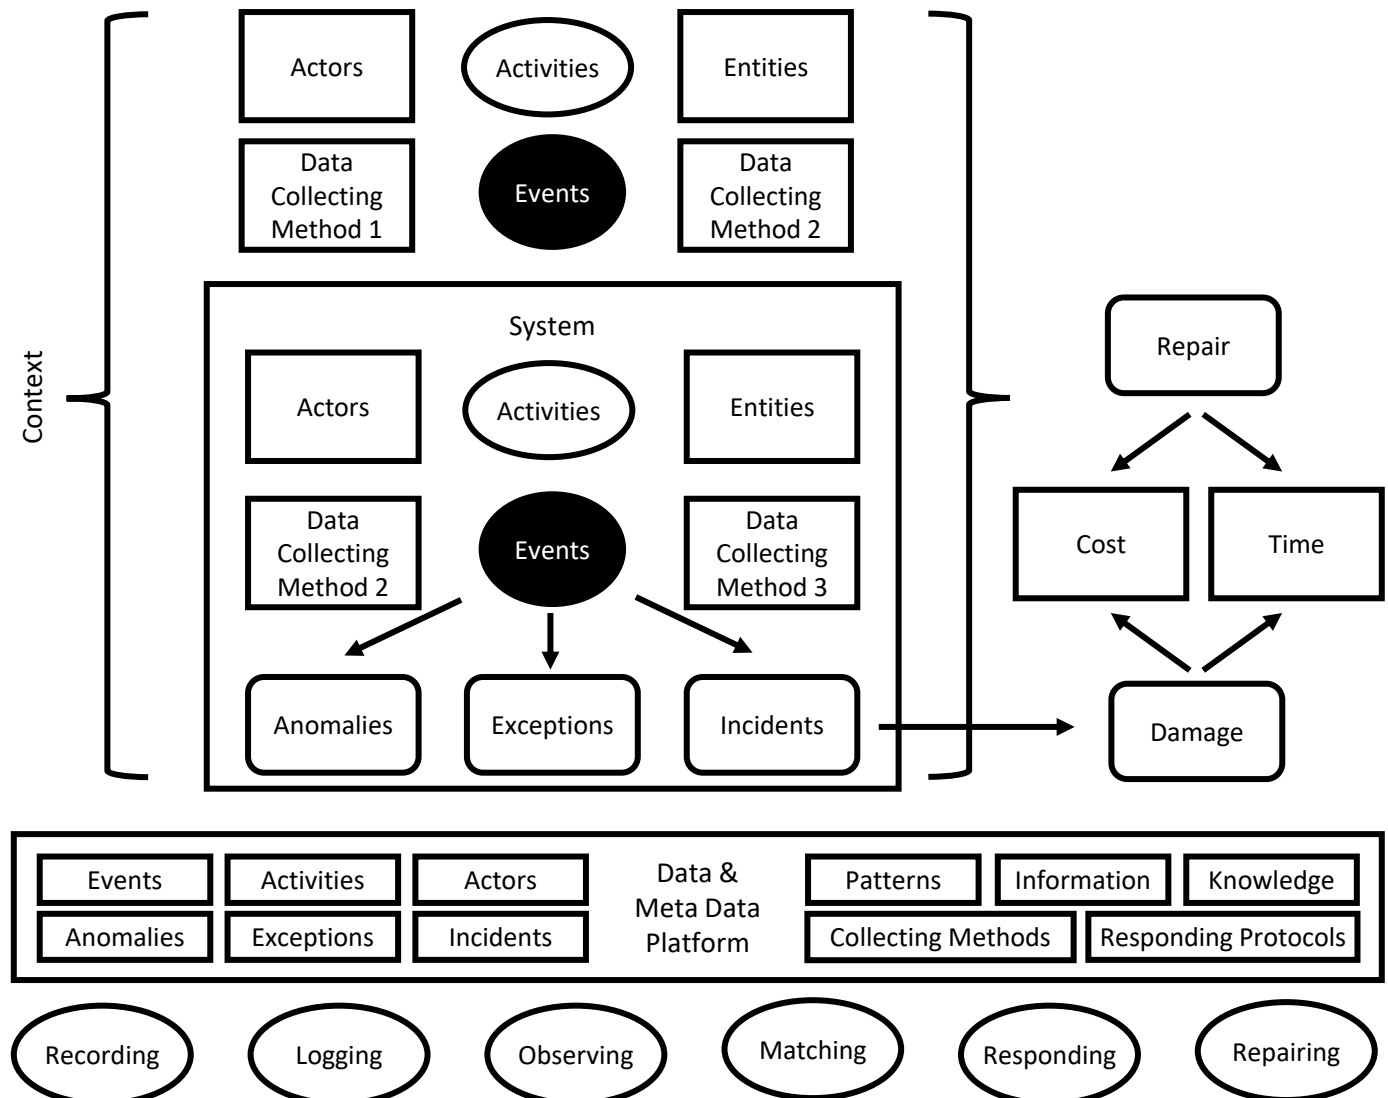 Actors
Activities
Entities
Data
Collecting
Method 1
Events
Data
Collecting
Method 2
Context
System
Actors
Activities
Entities
Data
Collecting
Method 2
Events
Data
Collecting
Method 3
Anomalies
Exceptions
Incidents
Repair
Cost
Time
Damage
Events
Activities
Actors
Anomalies
Exceptions
Incidents
Data &
Meta Data
Platform
Patterns
Information
Knowledge
Collecting Methods
Responding Protocols
Recording
Logging
Observing
Matching
Responding
Repairing